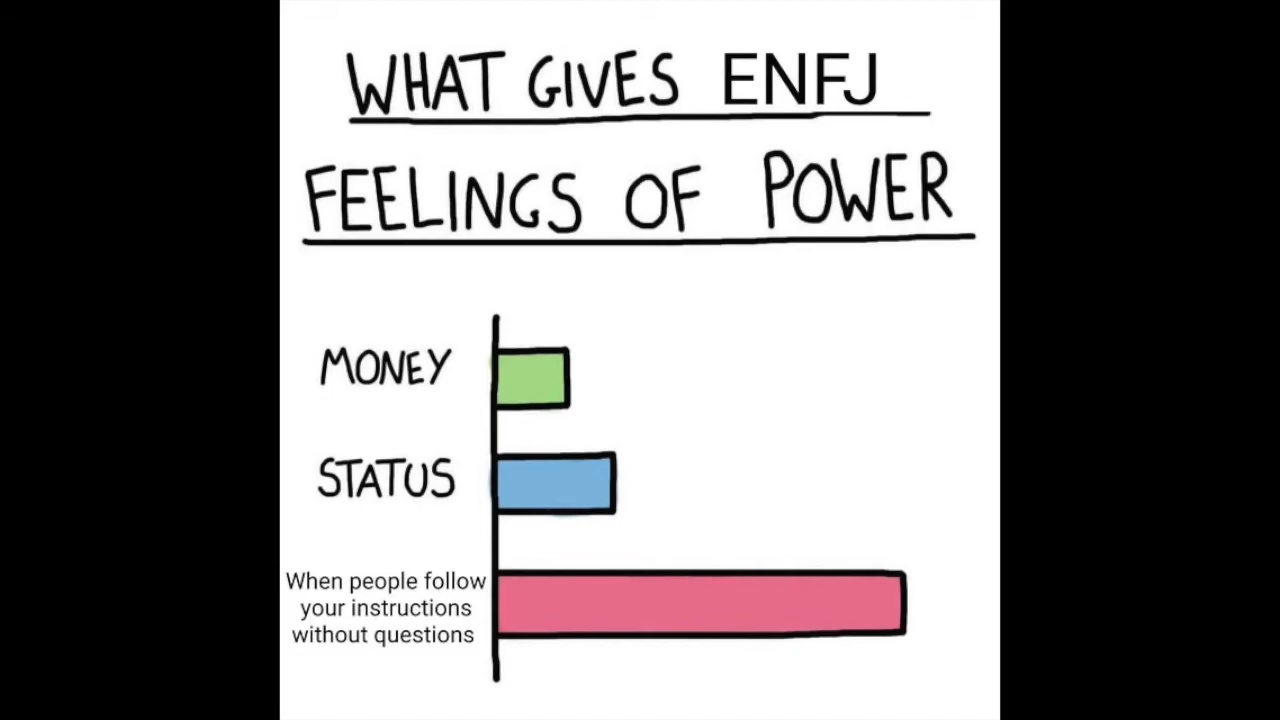 WHAT GIVES ENFJ
FEELINGS OF POWER
MONEY
STATUS
When people follow
your instructions
without questions